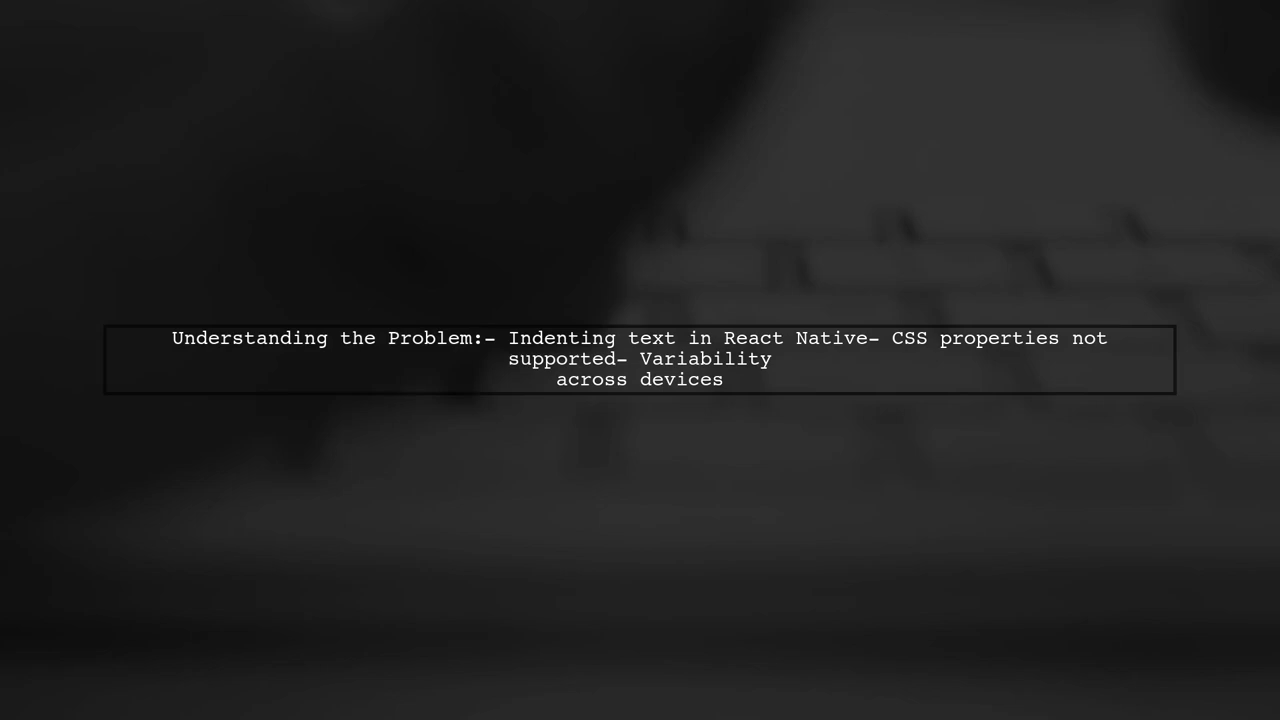 Understanding the Problem:- Indenting text in React Native- CSS properties not
supported- Variability
across devices